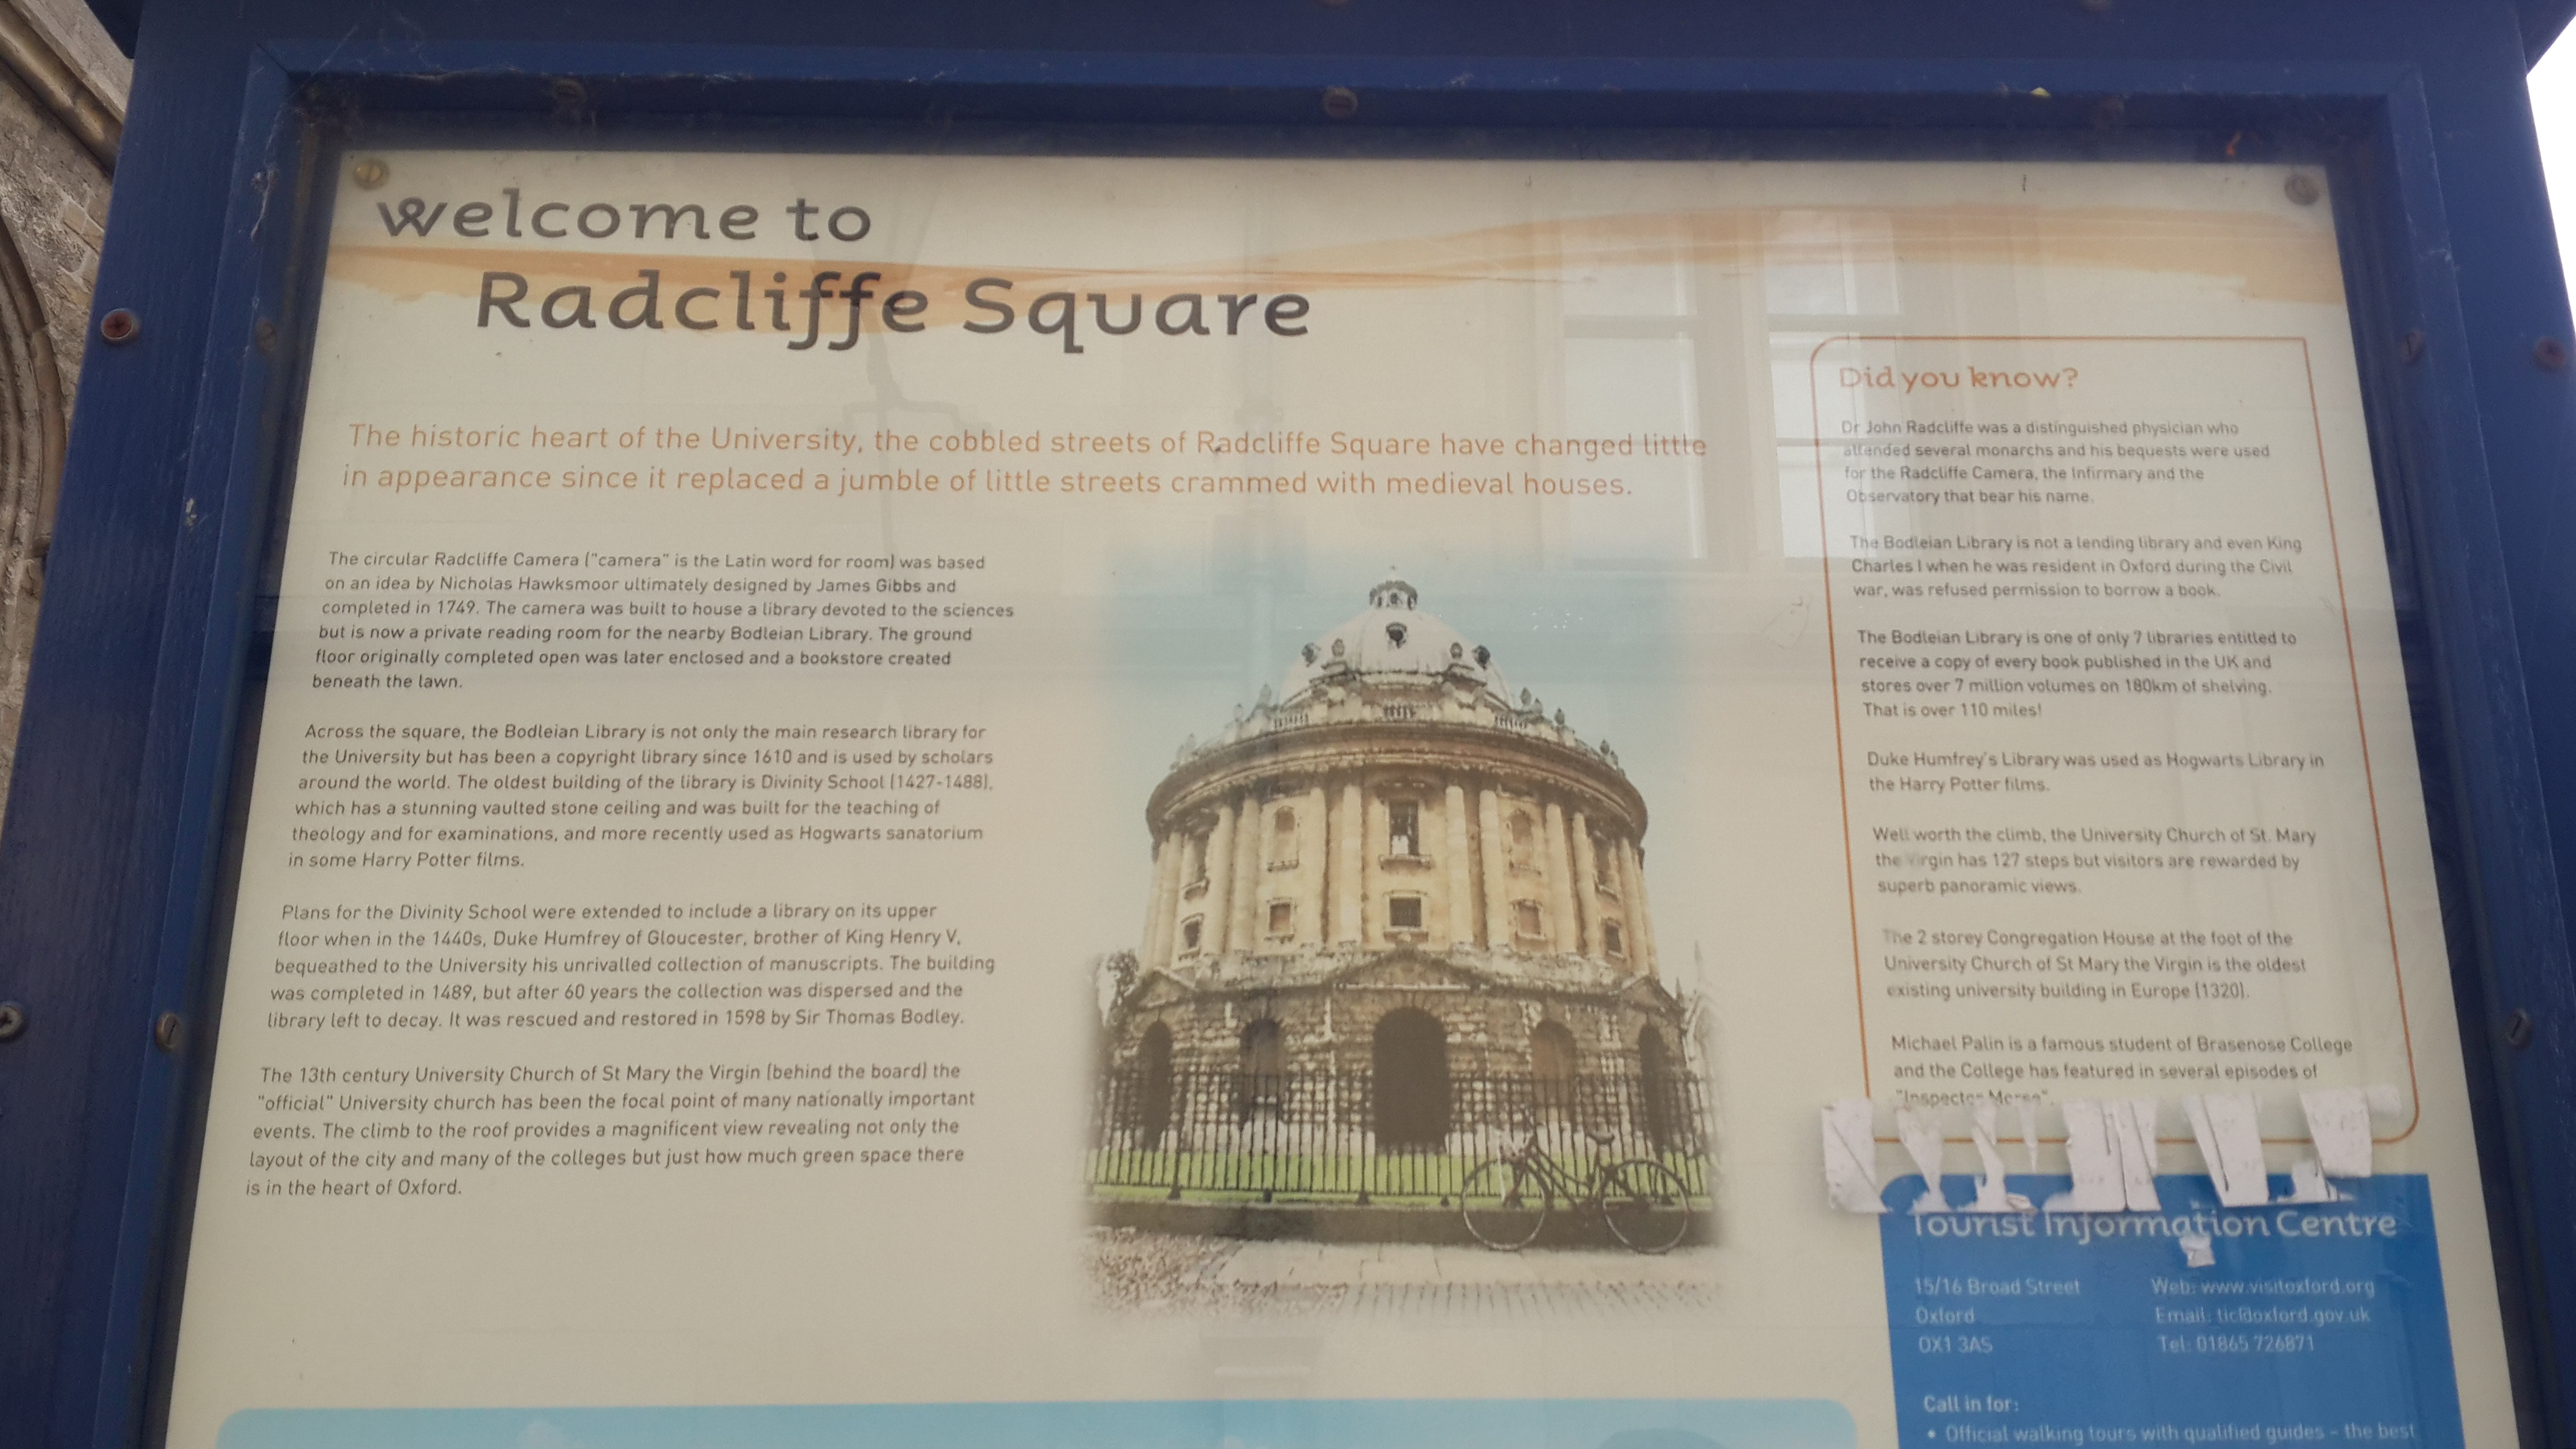 welcome to
Radcliffe Square
The historic heart of the University, the cobbled streets of Radcliffe Square have changed little
in appearance since it replaced a jumble of little streets crammed with medieval houses.
The circular Radcliffe Camera ("camera" is the Latin word for room) was based
on an idea by Nicholas Hawksmoor ultimately designed by James Gibbs and
completed in 1749. The camera was built to house a library devoted to the sciences
but is now a private reading room for the nearby Bodleian Library. The ground
floor originally completed open was later enclosed and a bookstore created
beneath the lawn.
Across the square, the Bodleian Library is not only the main research library for
the University but has been a copyright library since 1610 and is used by scholars
around the world. The oldest building of the library is Divinity School (1427-1488),
which has a stunning vaulted stone ceiling and was built for the teaching of
theology and for examinations, and more recently used as Hogwarts sanatorium
in some Harry Potter films.
Plans for the Divinity School were extended to include a library on its upper
floor when in the 1440s, Duke Humfrey of Gloucester, brother of King Henry V,
bequeathed to the University his unrivalled collection of manuscripts. The building
was completed in 1489, but after 60 years the collection was dispersed and the
library left to decay. It was rescued and restored in 1598 by Sir Thomas Bodley.
The 13th century University Church of St Mary the Virgin (behind the board) the
"official" University church has been the focal point of many nationally important
events. The climb to the roof provides a magnificent view revealing not only the
layout of the city and many of the colleges but just how much green space there
is in the heart of Oxford.
Did you know?
Dr John Radcliffe was a distinguished physician who
attended several monarchs and his bequests were used
for the Radcliffe Camera, the Infirmary and the
Observatory that bear his name.
The Bodleian Library is not a lending library and even King
Charles I when he was resident in Oxford during the Civil
war, was refused permission to borrow a book.
The Bodleian Library is one of only 7 libraries entitled to
receive a copy of every book published in the UK and
stores over 7 million volumes on 180km of shelving.
That is over 110 miles!
Duke Humfrey's Library was used as Hogwarts Library in
the Harry Potter films.
Well worth the climb, the University Church of St. Mary
the Virgin has 127 steps but visitors are rewarded by
superb panoramic views.
The 2 storey Congregation House at the foot of the
University Church of St Mary the Virgin is the oldest
existing university building in Europe (1320).
Michael Palin is a famous student of Brasenose College
and the College has featured in several episodes of
"Inspector Morse".
Tourist Information Centre
15/16 Broad Street
Oxford
OX1 3AS
Web: www.visitoxford.org
Email: tic@oxford.gov.uk
Tel: 01865 726871
Call in for:
• Official walking tours with qualified guides - the best